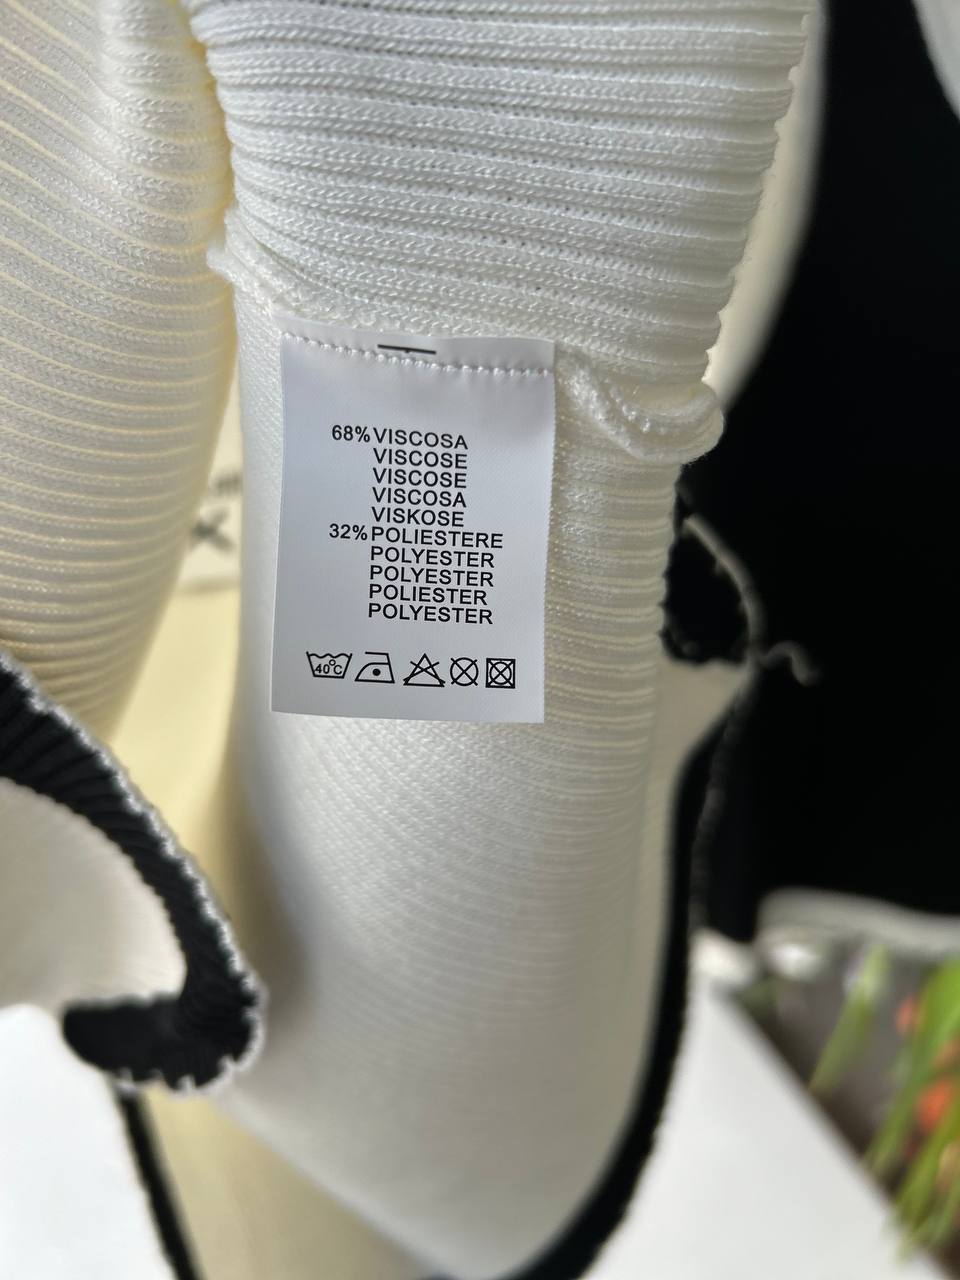 68% VISCOSA
VISCOSE
VISCOSE
VISCOSA
VISKOSE
32% POLIESTERE
POLYESTER
POLYESTER
POLIESTER
POLYESTER
40°C